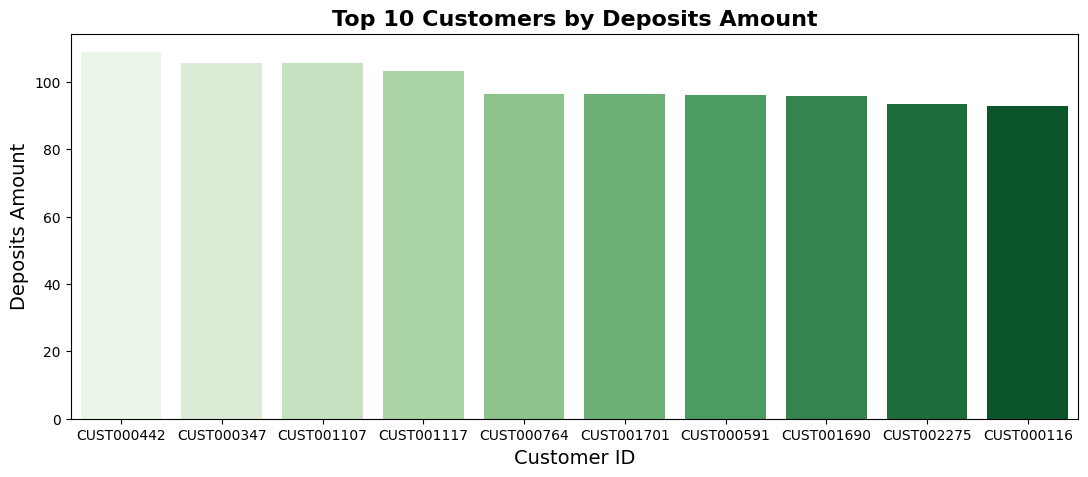 Top 10 Customers by Deposits Amount
Deposits Amount
100
80
60
40
20
0
CUST000442 CUST000347 CUST001107 CUST001117 CUST000764 CUST001701 CUST000591 CUST001690 CUST002275 CUST000116
Customer ID